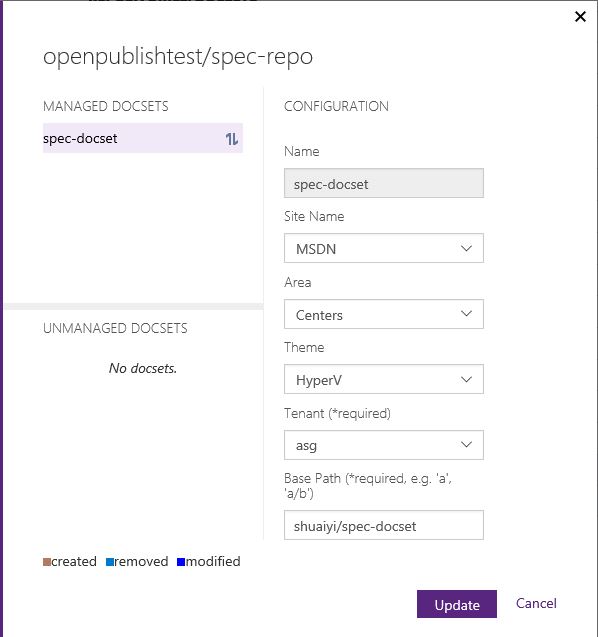 openpublishtest/spec-repo
MANAGED DOCSETS
spec-docset
UNMANAGED DOCSETS
No docsets.
CONFIGURATION
Name
spec-docset
Site Name
MSDN
Area
Centers
Theme
HyperV
Tenant (*required)
asg
Base Path (*required, e.g. 'a',
'a/b')
shuaiyi/spec-docset
created removed modified
Update Cancel